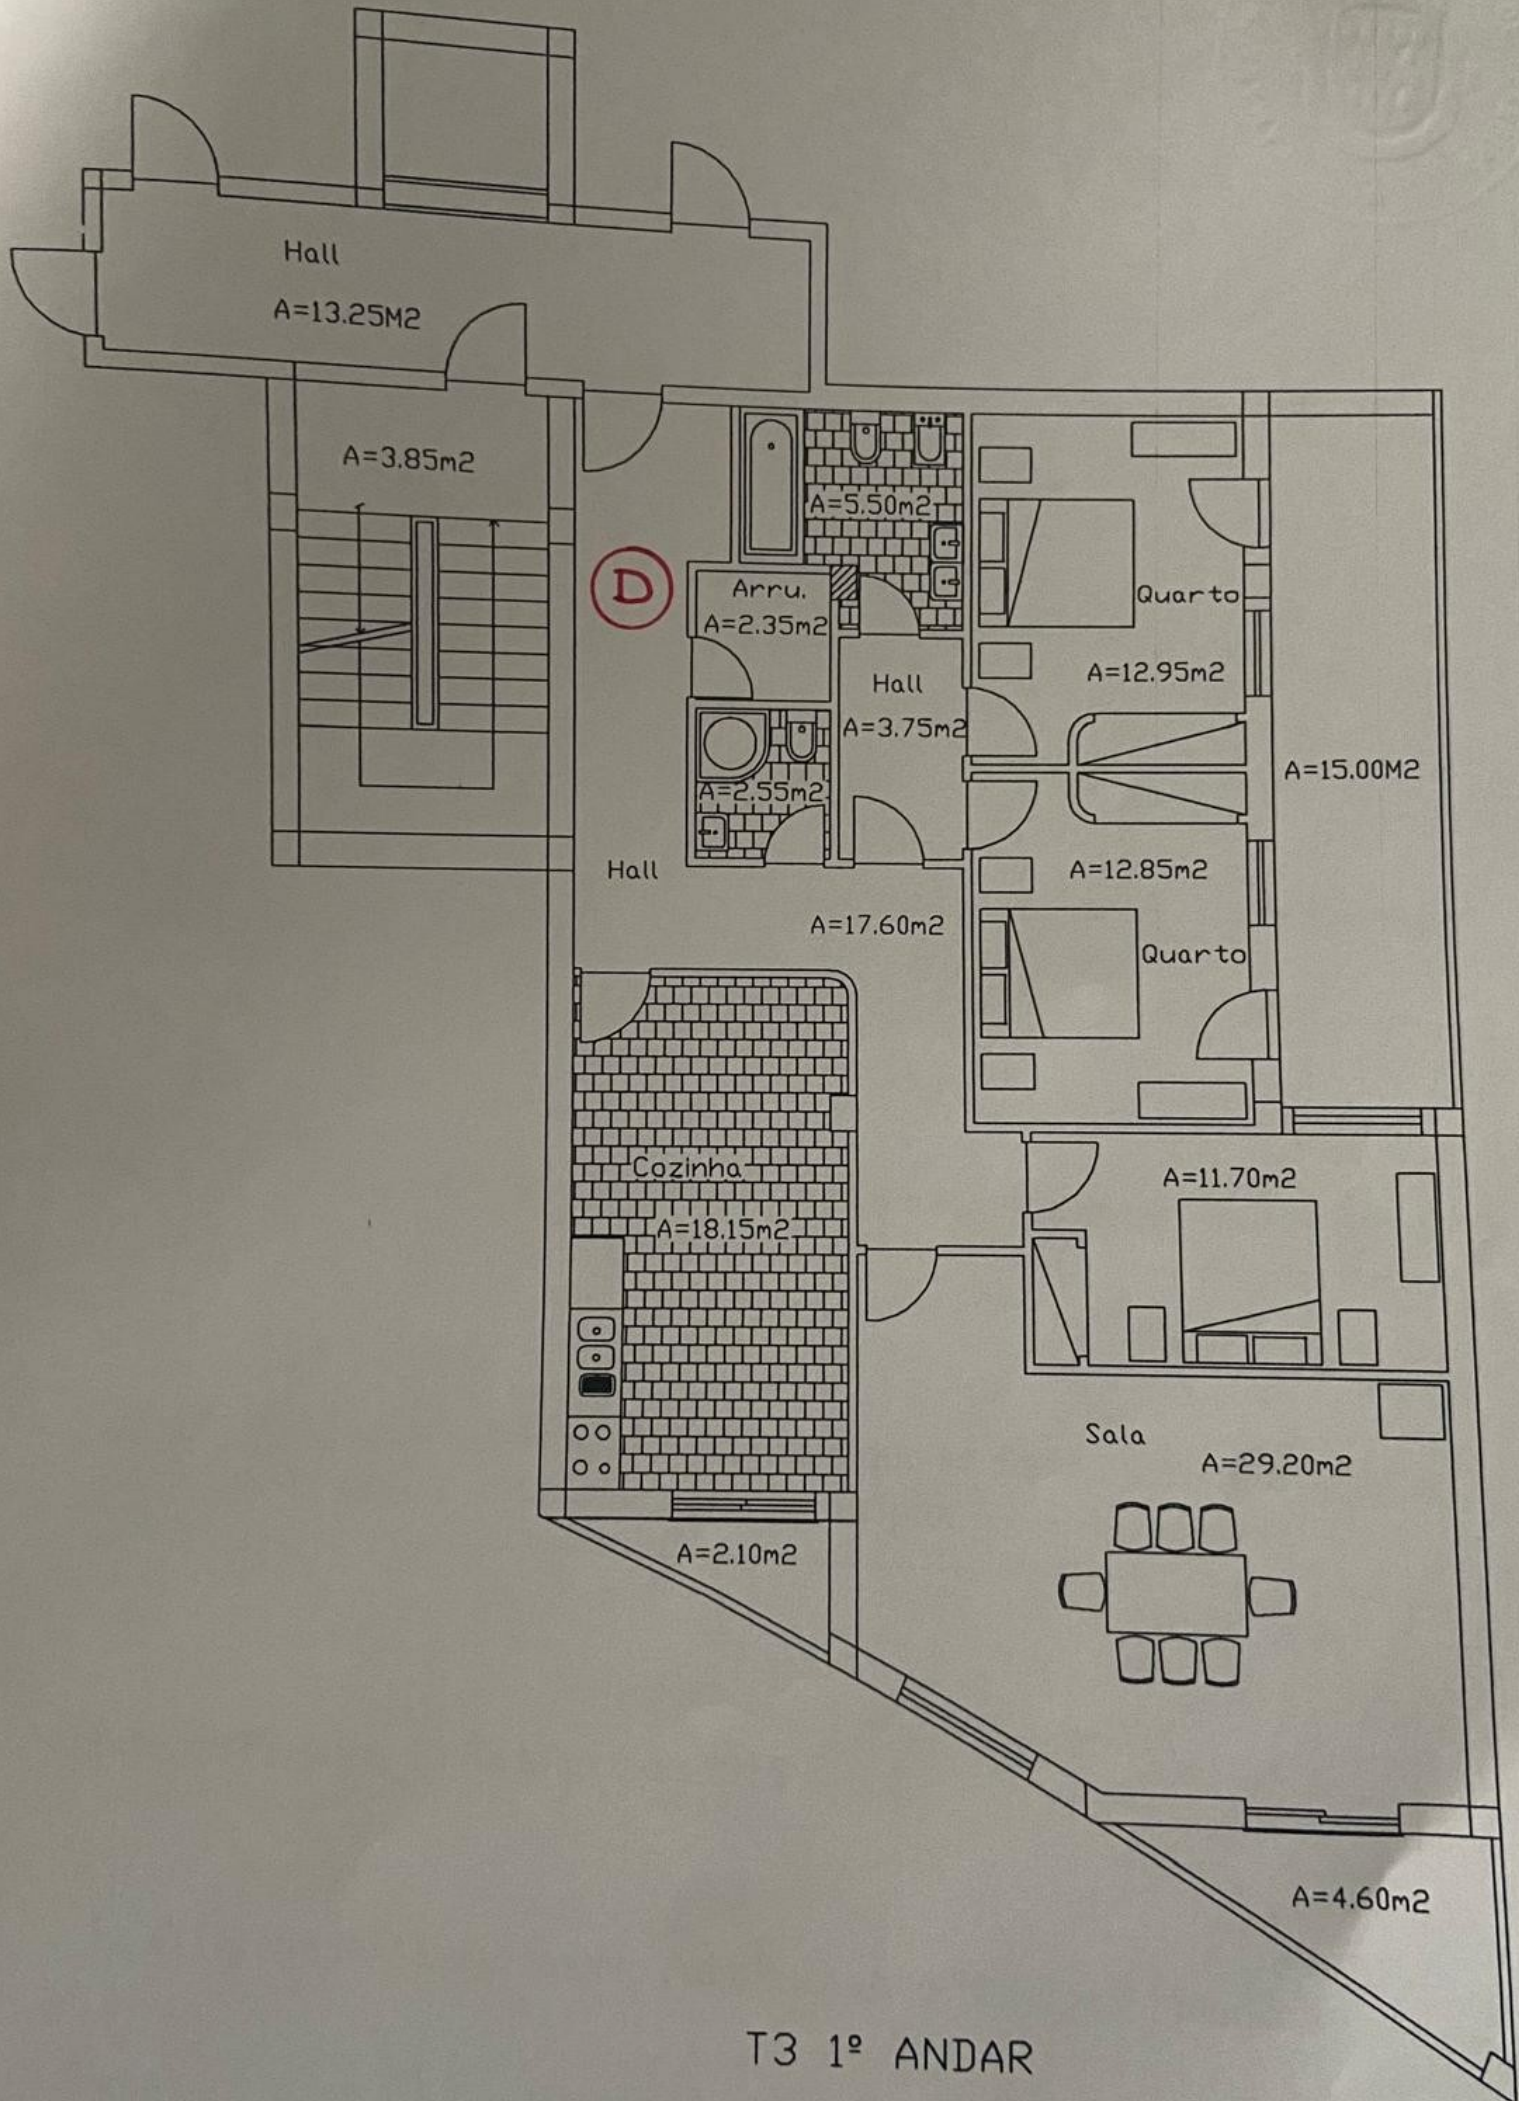 Hall
A=13.25M2
A=3.85m2
D
A=5.50m2
Arru.
A=2.35m2
Quarto
A=12.95m2
Hall
A=3.75m2
A=15.00M2
A=2.55m2
Hall
A=17.60m2
A=12.85m2
Quarto
Cozinha
A=18.15m2
A=11.70m2
Sala
A=29.20m2
A=2.10m2
A=4.60m2
T3 1º ANDAR